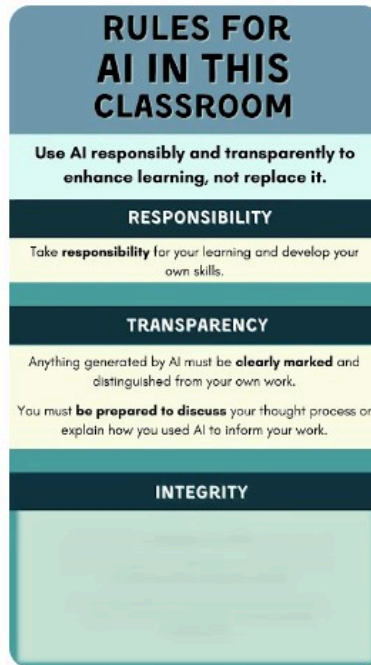 RULES FOR
AI IN THIS
CLASSROOM
Use AI responsibly and transparently to
enhance learning, not replace it.
RESPONSIBILITY
Take responsibility for your learning and develop your
own skills.
TRANSPARENCY
Anything generated by AI must be clearly marked and
distinguished from your own work.
You must be prepared to discuss your thought process or
explain how you used AI to inform your work.
INTEGRITY